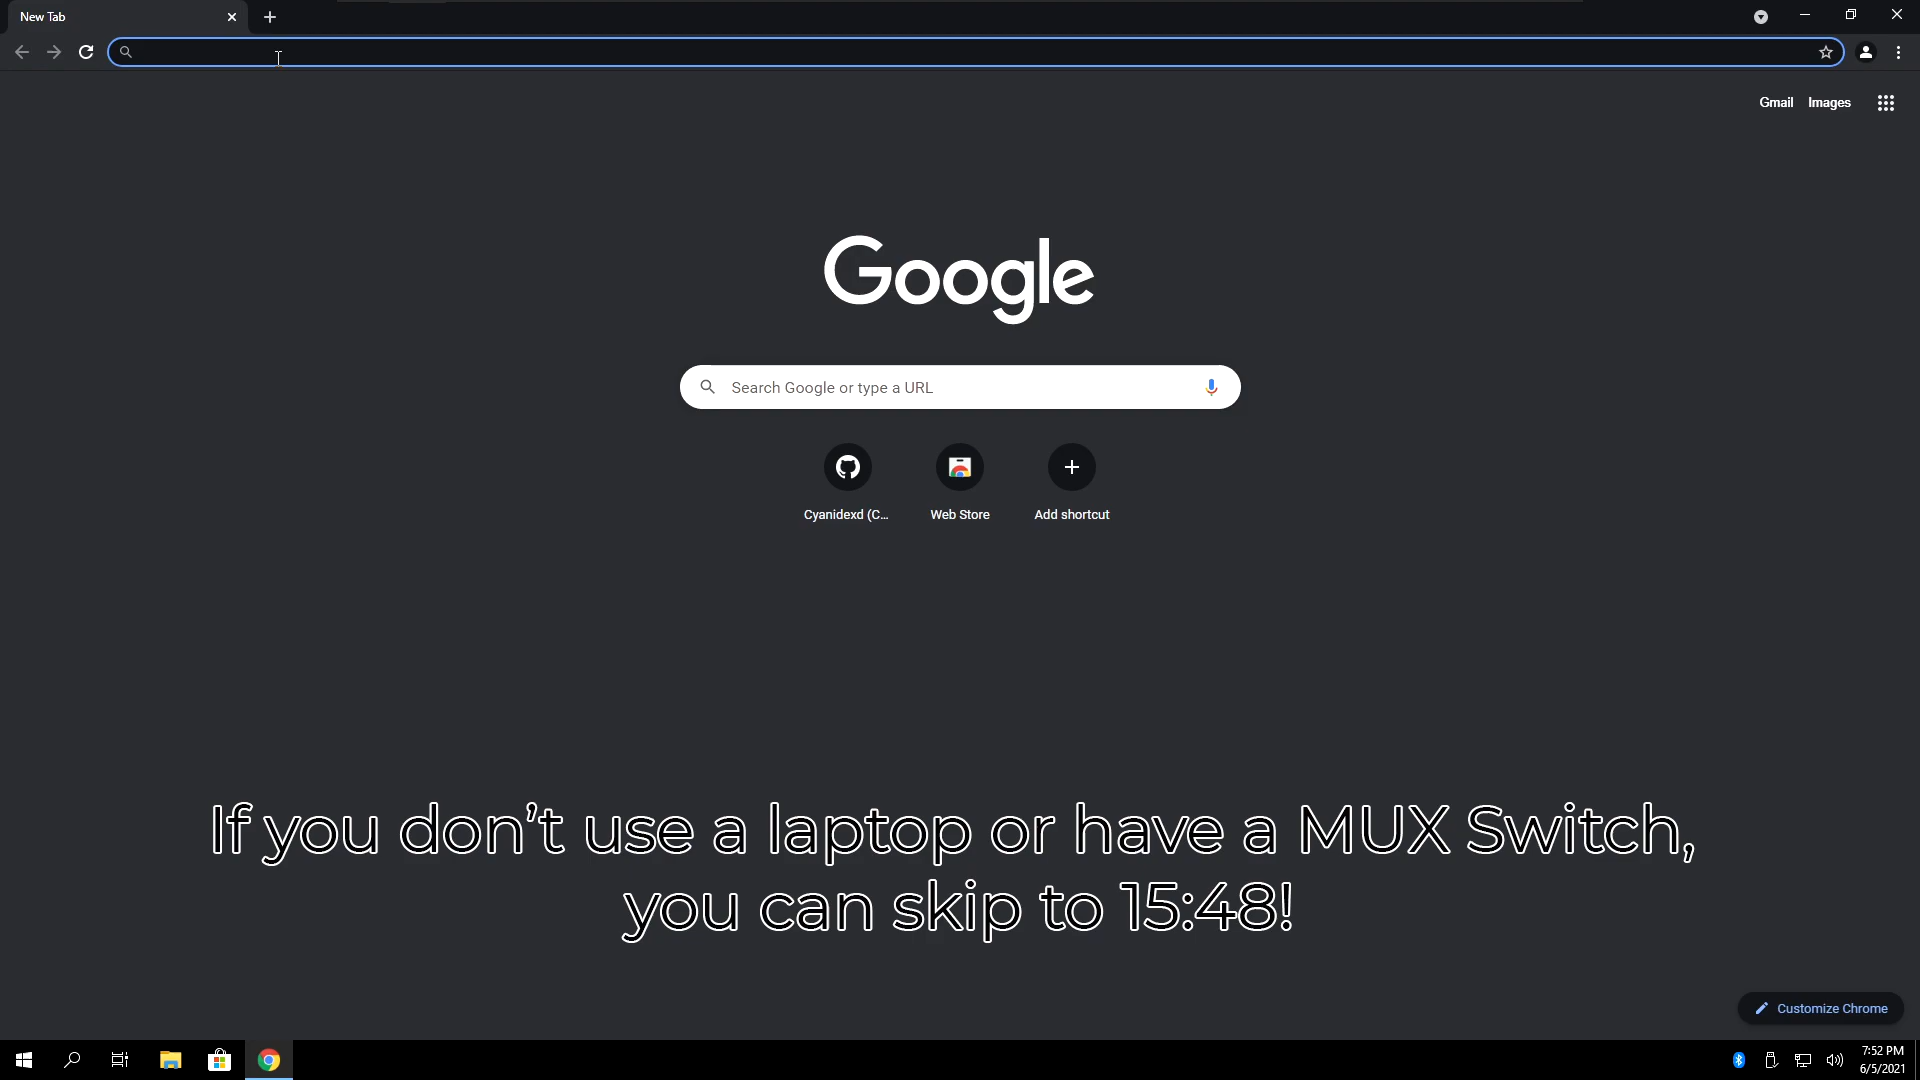 New Tab
Gmail Images
Google
Search Google or type a URL
Cyanidexd (C... Web Store Add shortcut
If you don't use a laptop or have a MUX Switch,
you can skip to 15:48!
Customize Chrome
7:52 PM
6/5/2021